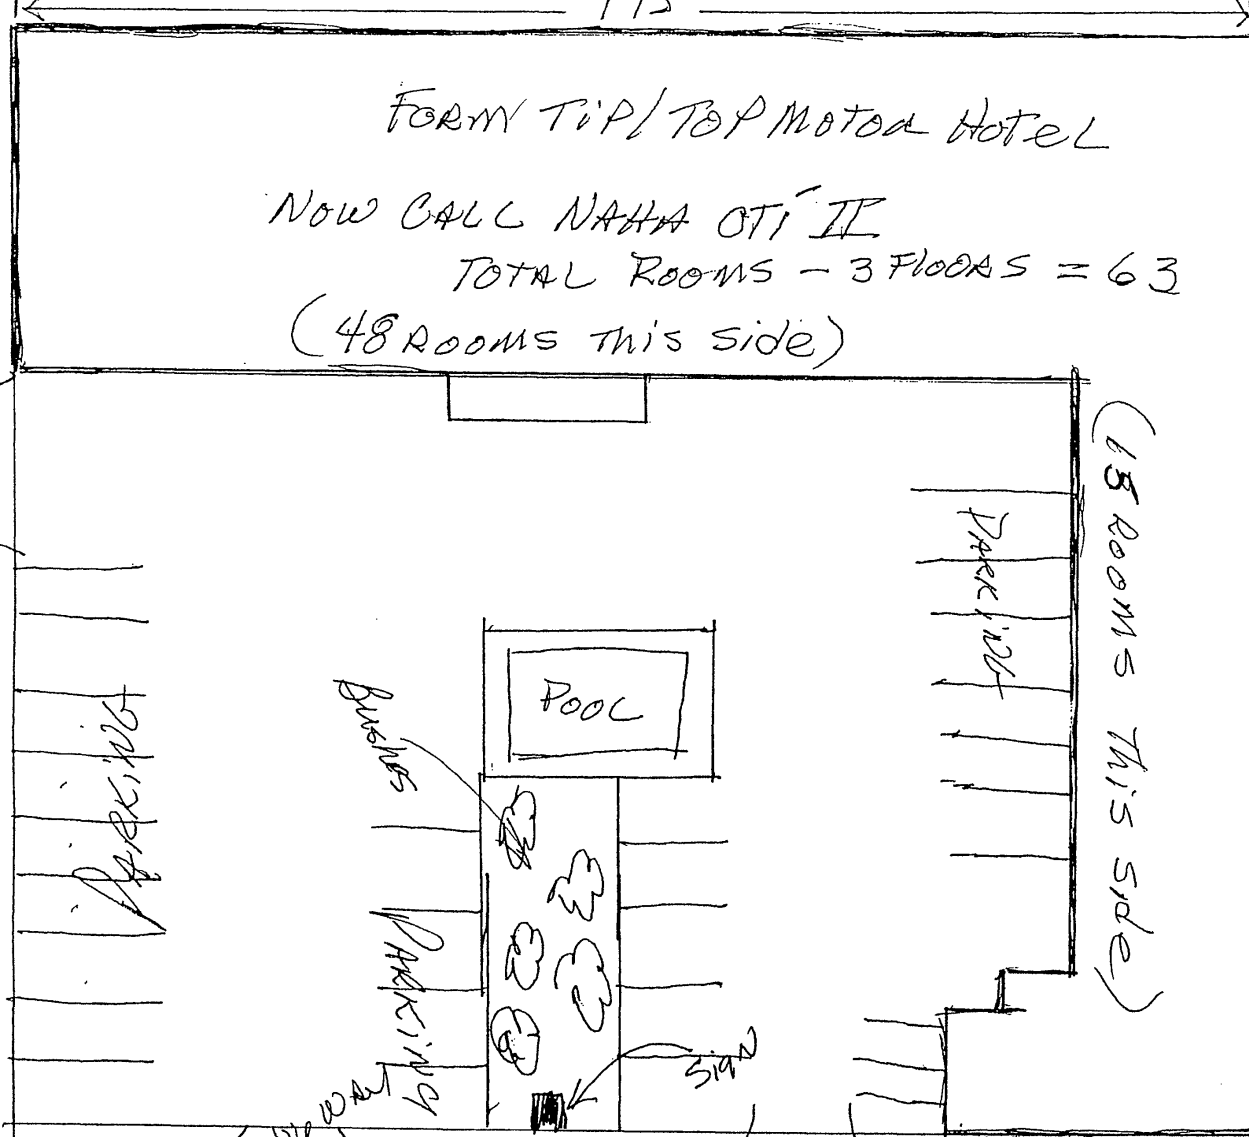 FORM TiP/TOP MOTOR HOTEL
NOW CALL NAHA OTI II
TOTAL ROOMS - 3 FLOORS = 63
(48 ROOMS THIS SidE)
(15 ROOMS THiS SidE)
PARKING
POOL
Bushes
PARKING
PARKING
Sign